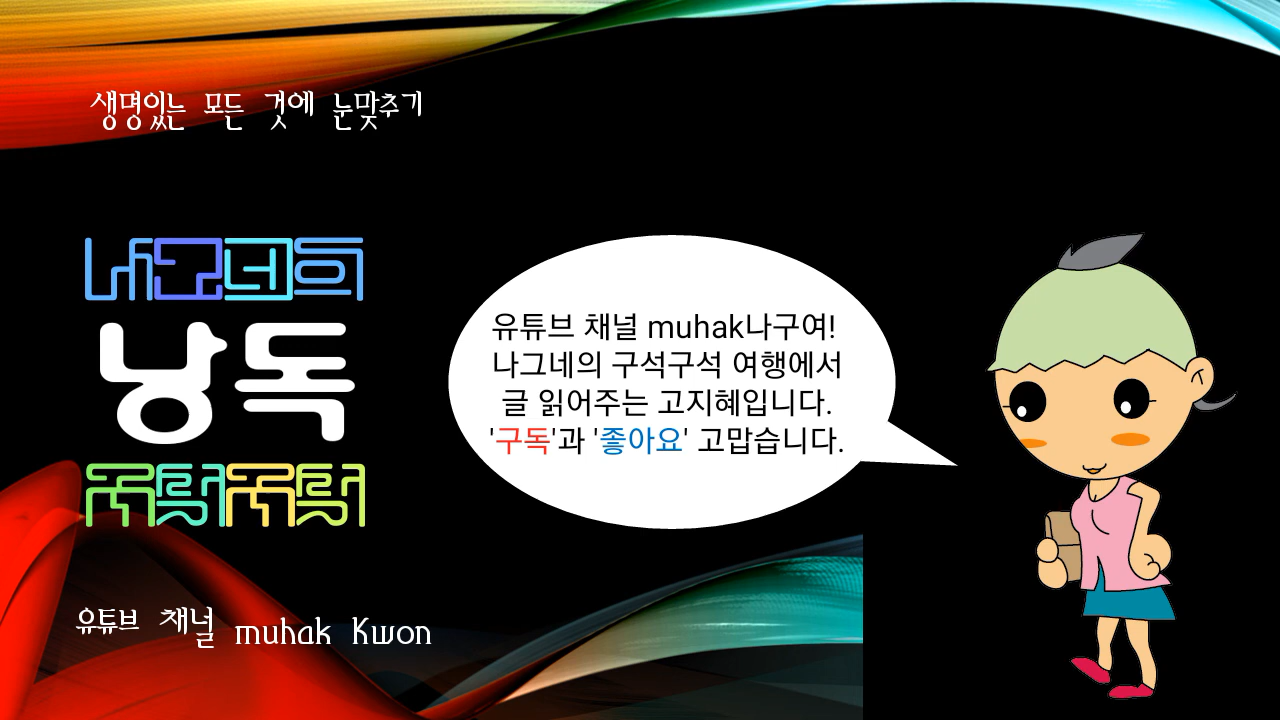 생명있는 모든 것에 눈맞추기
나그네의
낭독
구석구석
유튜브 채널 muhak나구여!
나그네의 구석구석 여행에서
글 읽어주는 고지혜입니다.
'구독'과 '좋아요' 고맙습니다.
유튜브 채널 muhak Kwon